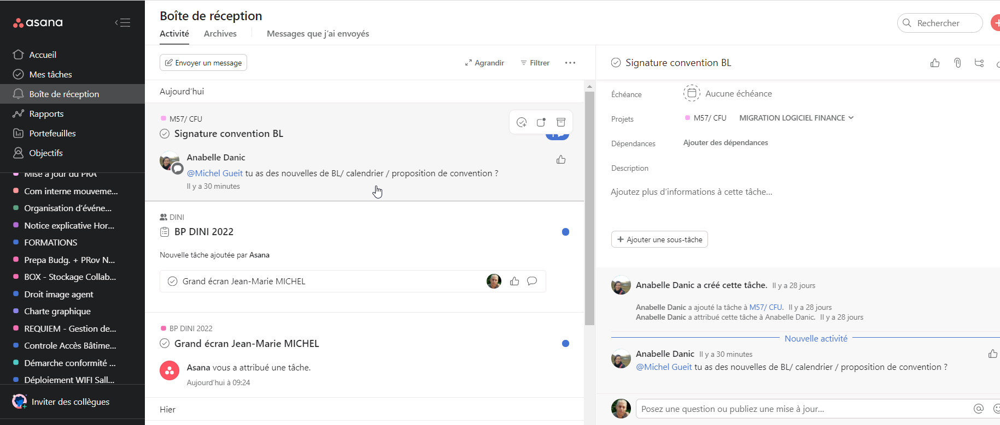 asana
Accueil
Mes tâches
Boîte de réception
Rapports
Portefeuilles
Objectifs
Mise à jour du PRA
Com interne mouveme...
Organisation d'événe...
Notice explicative Hor...
FORMATIONS
Prepa Budg. + PRov N...
BOX - Stockage Collab...
Droit image agent
Charte graphique
REQUIEM - Gestion de...
Controle Accès Bâtime...
Démarche conformité ...
Déploiement WIFI Sall...
Inviter des collègues
Boîte de réception
Activité Archives Messages que j'ai envoyés
Rechercher
Envoyer un message Agrandir Filtrer
Aujourd'hui
M57/ CFU
Signature convention BL
Anabelle Danic
@Michel Gueit tu as des nouvelles de BL/ calendrier / proposition de convention ?
Il y a 30 minutes
DINI
BP DINI 2022
Nouvelle tâche ajoutée par Asana
Grand écran Jean-Marie MICHEL
BP DINI 2022
Grand écran Jean-Marie MICHEL
Asana vous a attribué une tâche.
Aujourd'hui à 09:24
Hier
Signature convention BL
Échéance Aucune échéance
Projets M57/ CFU MIGRATION LOGICIEL FINANCE
Dépendances Ajouter des dépendances
Description
Ajoutez plus d'informations à cette tâche...
+ Ajouter une sous-tâche
Anabelle Danic a créé cette tâche. Il y a 28 jours
Anabelle Danic a ajouté la tâche à M57/ CFU. Il y a 28 jours
Anabelle Danic a attribué cette tâche à Anabelle Danic. Il y a 28 jours
Nouvelle activité
Anabelle Danic Il y a 30 minutes
@Michel Gueit tu as des nouvelles de BL/ calendrier / proposition de convention ?
Posez une question ou publiez une mise à jour...